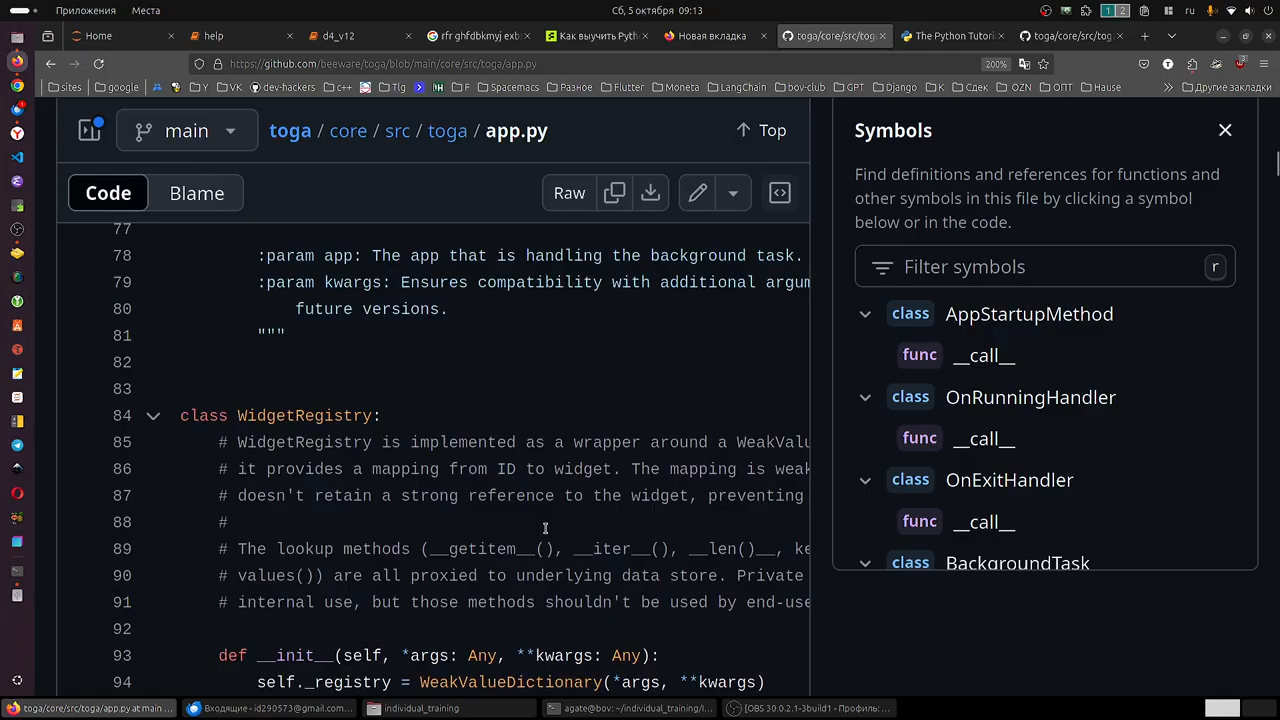 Приложения Места Сб, 5 октября 09:13 1 2 ru
Home help d4_v12 rfr ghfdbkmyj exb Как выучить Pyth Новая вкладка toga/core/src/toga The Python Tutori toga/core/src/tog
https://github.com/beeware/toga/blob/main/core/src/toga/app.py 200%
sites google Y VK dev-hackers c++ Tlg H F Spacemacs Разное Flutter Moneta LangChain bov-club GPT Django K Сдек OZN ОПТ Hause Другие закладки
main toga / core / src / toga / app.py Top
Code Blame Raw
77
78 :param app: The app that is handling the background task.
79 :param kwargs: Ensures compatibility with additional argum
80 future versions.
81 """
82
83
84 class WidgetRegistry:
85 # WidgetRegistry is implemented as a wrapper around a WeakValu
86 # it provides a mapping from ID to widget. The mapping is weak
87 # doesn't retain a strong reference to the widget, preventing
88 #
89 # The lookup methods (__getitem__(), __iter__(), __len()__, ke
90 # values()) are all proxied to underlying data store. Private
91 # internal use, but those methods shouldn't be used by end-use
92
93 def __init__(self, *args: Any, **kwargs: Any):
94 self._registry = WeakValueDictionary(*args, **kwargs)
Symbols
Find definitions and references for functions and
other symbols in this file by clicking a symbol
below or in the code.
Filter symbols r
class AppStartupMethod
func __call__
class OnRunningHandler
func __call__
class OnExitHandler
func __call__
class BackgroundTask
toga/core/src/toga/app.py at main ... Входящие - id290573@gmail.com... individual_training agate@bov: ~/individual_training/l... [OBS 30.0.2.1-3build1 - Профиль: ...